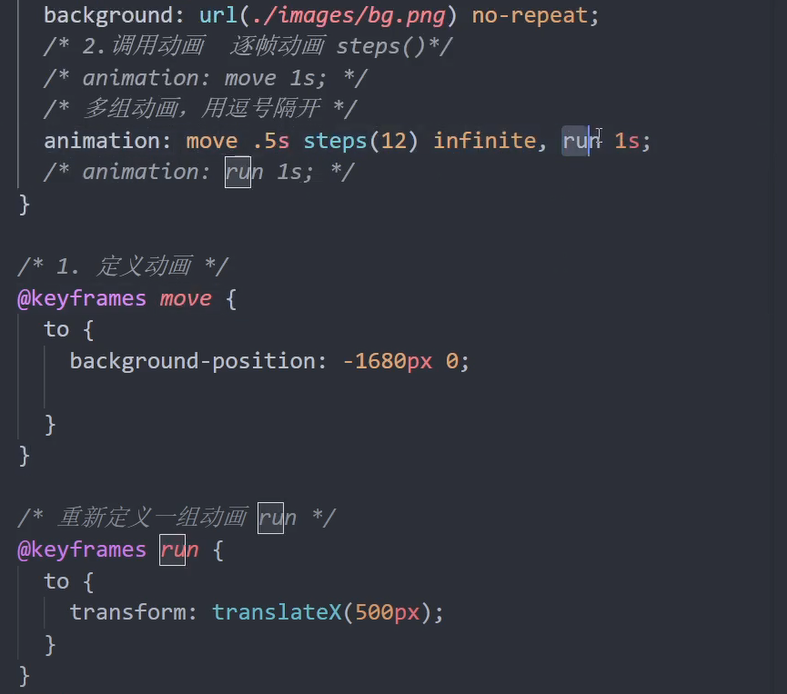 background: url(./images/bg.png) no-repeat;
/* 2.调用动画  逐帧动画 steps()*/
/* animation: move 1s; */
/* 多组动画，用逗号隔开 */
animation: move .5s steps(12) infinite, run 1s;
/* animation: run 1s; */
}
/* 1. 定义动画 */
@keyframes move {
to {
background-position: -1680px 0;
}
}
/* 重新定义一组动画 run */
@keyframes run {
to {
transform: translateX(500px);
}
}